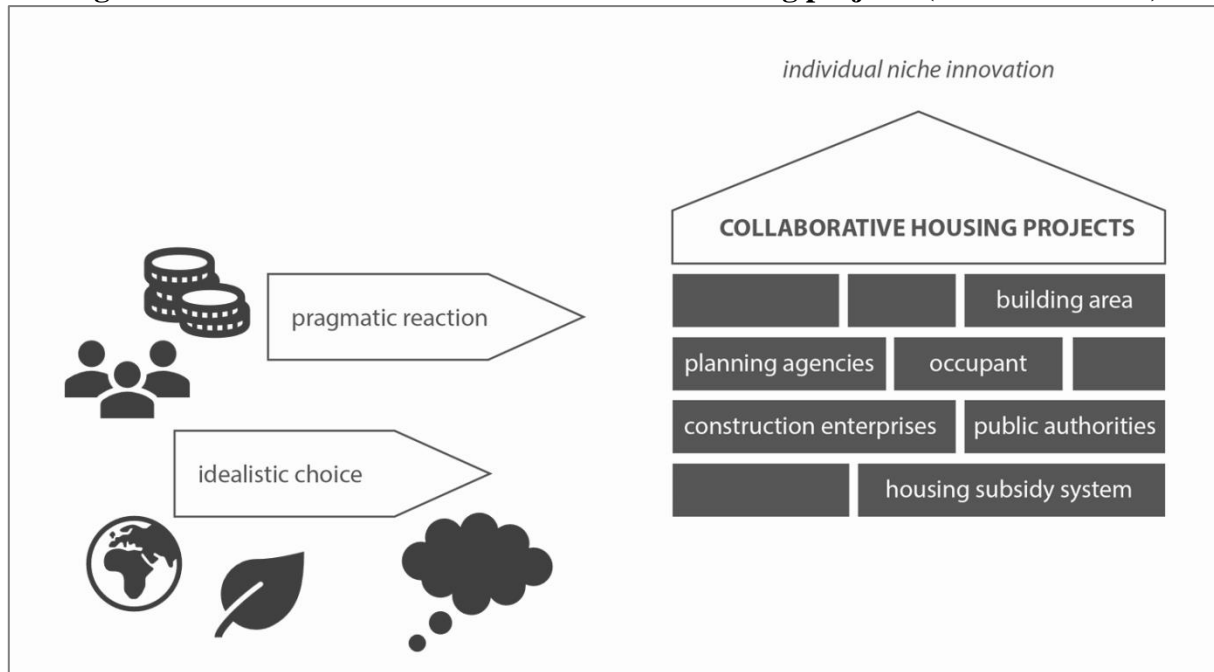 individual niche innovation
COLLABORATIVE HOUSING PROJECTS
pragmatic reaction
building area
planning agencies
occupant
construction enterprises
public authorities
idealistic choice
housing subsidy system